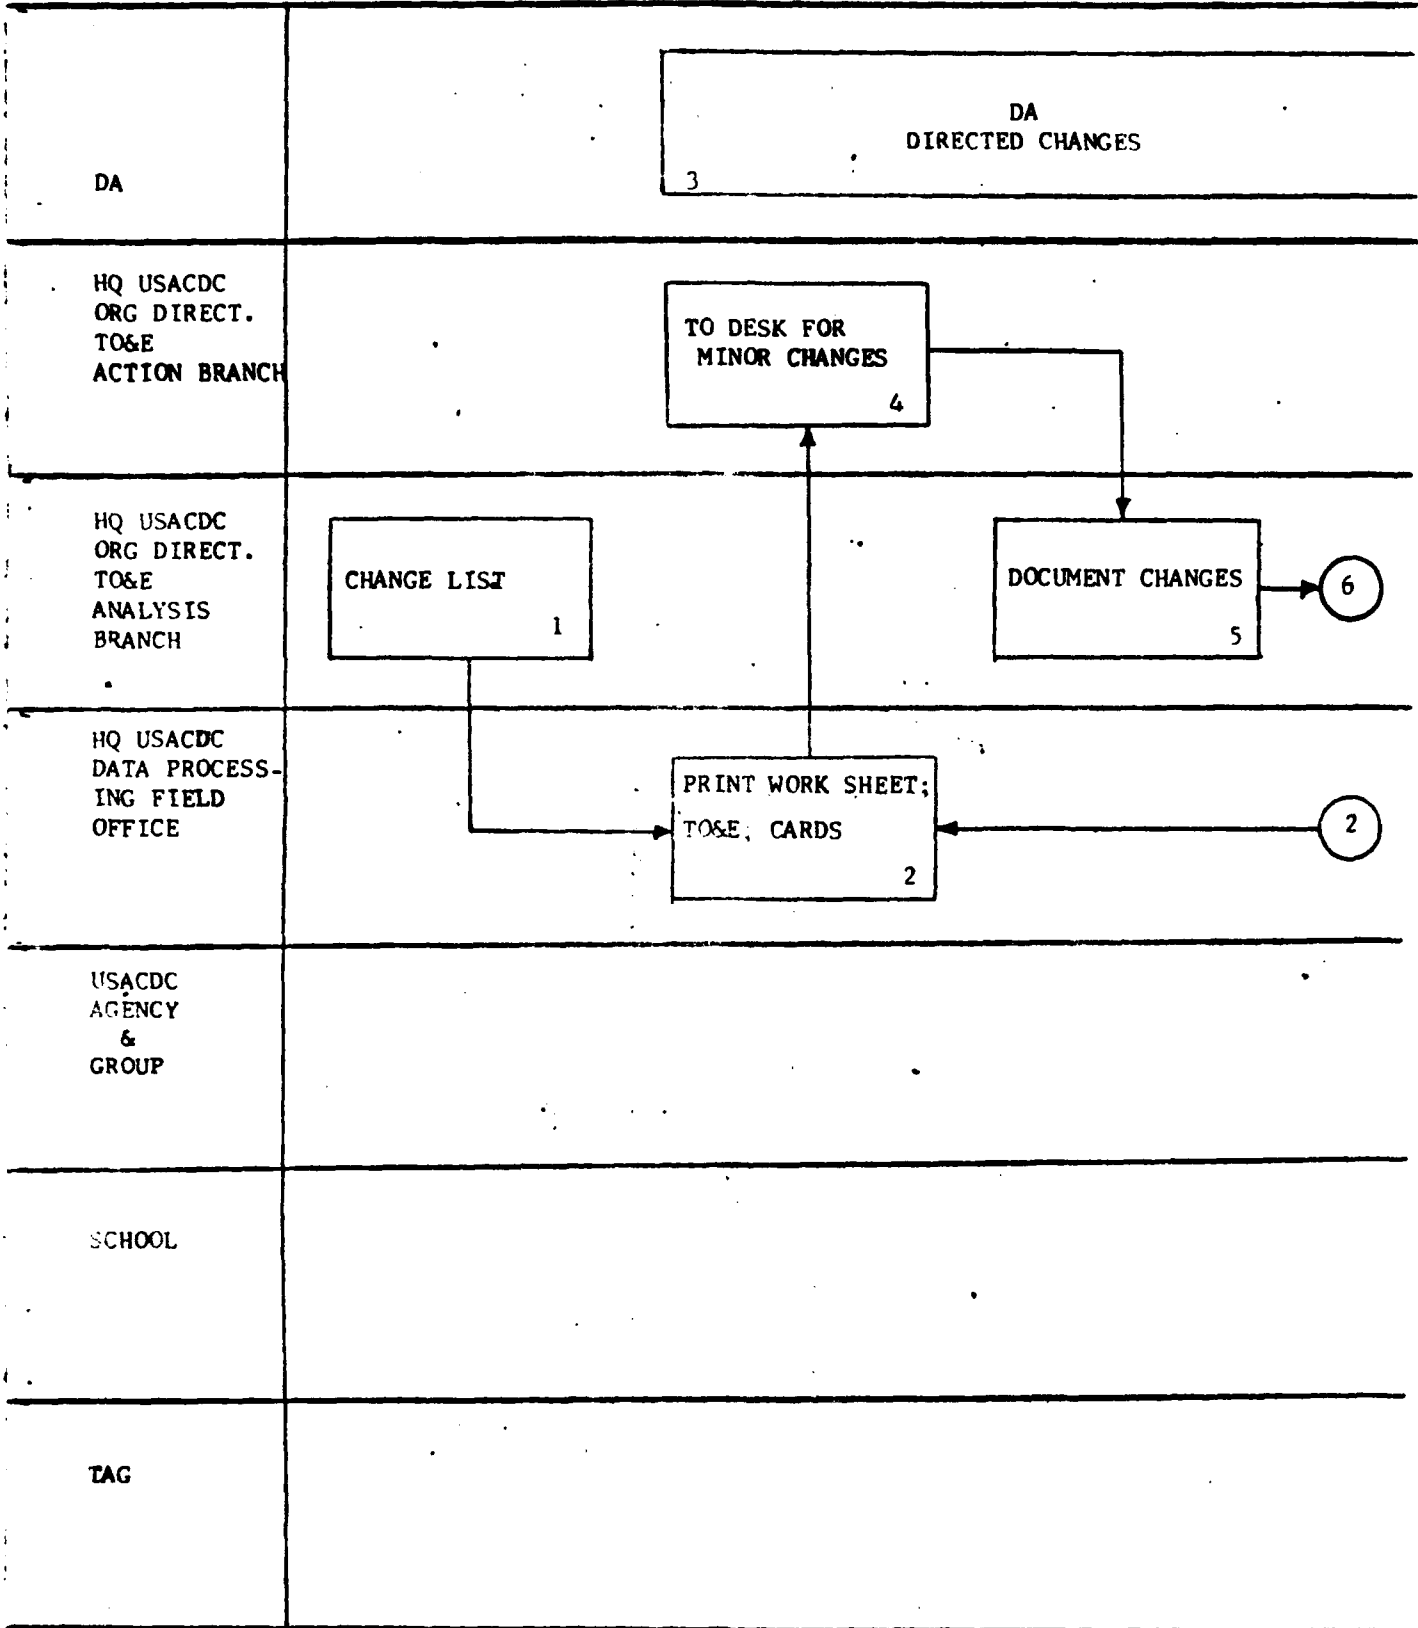 DA
DA
DIRECTED CHANGES
3
HQ USACDC
ORG DIRECT.
TO&E
ACTION BRANCH
TO DESK FOR
MINOR CHANGES
4
HQ USACDC
ORG DIRECT.
TO&E
ANALYSIS
BRANCH
CHANGE LIST
1
DOCUMENT CHANGES
5
6
HQ USACDC
DATA PROCESS-
ING FIELD
OFFICE
PRINT WORK SHEET;
TO&E, CARDS
2
2
USACDC
AGENCY
&
GROUP
SCHOOL
TAG